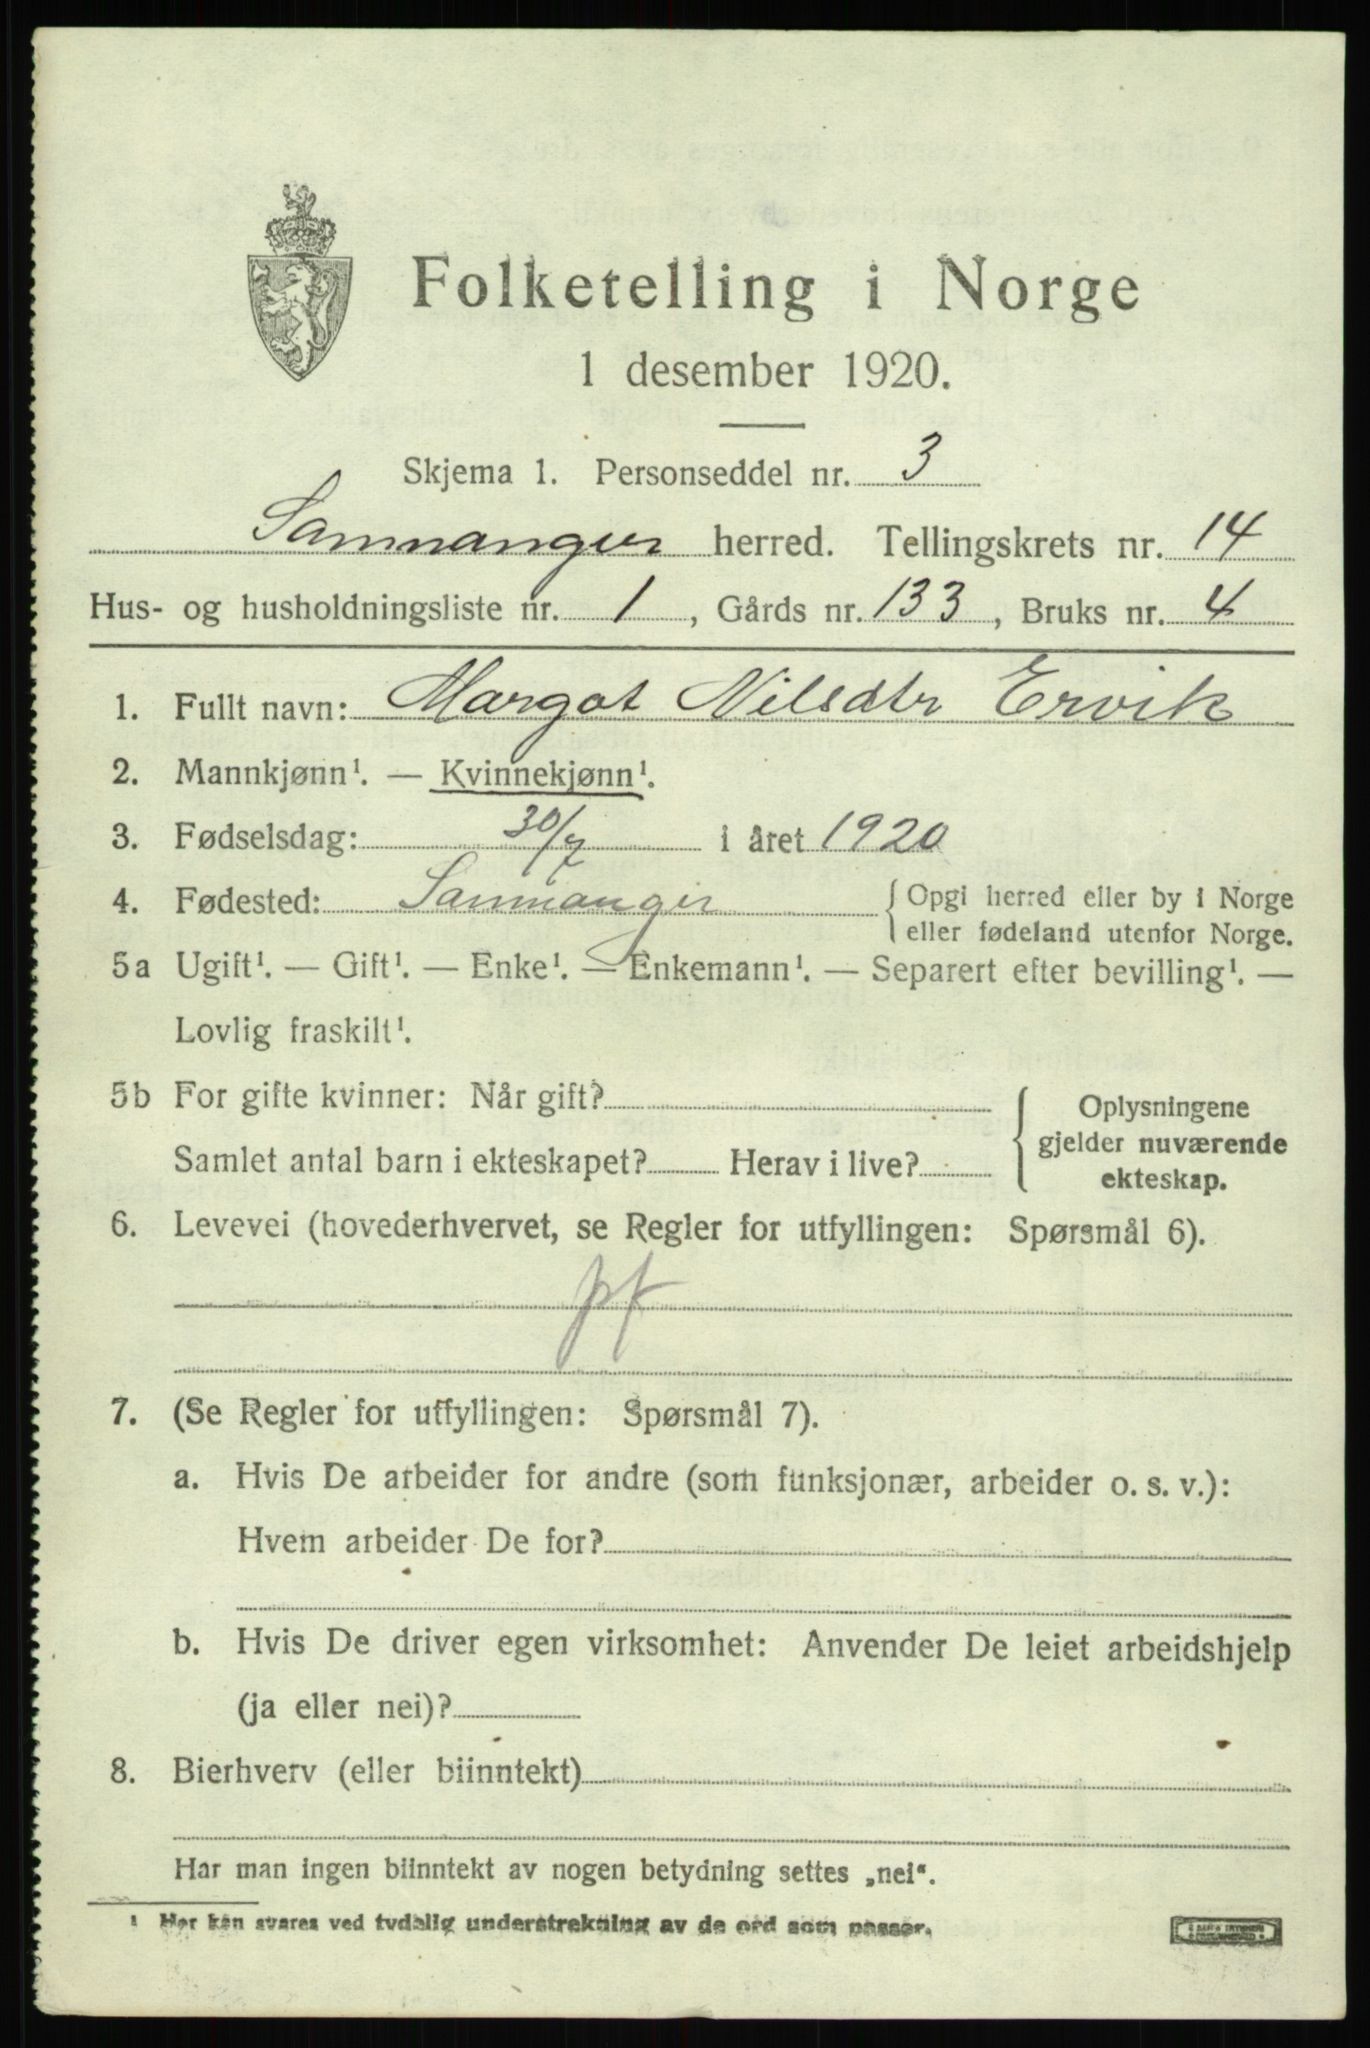 Folketelling i Norge
1 desember 1920.
Skjema 1. Personseddel nr. 3
Samnanger herred. Tellingskrets nr. 14
Hus- og husholdningsliste nr. 1, Gårds nr. 133, Bruks nr. 4
1. Fullt navn: Margot Nilsdtr Ervik
2. Mannkjønn¹. — Kvinnekjønn¹.
3. Fødselsdag: 30/7 i året 1920
4. Fødested: Samnanger { Opgi herred eller by i Norge
eller fødeland utenfor Norge.
5a Ugift¹. — Gift¹. — Enke¹. — Enkemann¹. — Separert efter bevilling¹. —
Lovlig fraskilt¹.
5b For gifte kvinner: Når gift?
Samlet antal barn i ekteskapet? Herav i live?
Oplysningene
gjelder nuværende
ekteskap.
6. Levevei (hovederhvervet, se Regler for utfyllingen: Spørsmål 6).
pf
7. (Se Regler for utfyllingen: Spørsmål 7).
a. Hvis De arbeider for andre (som funksjonær, arbeider o. s. v.):
Hvem arbeider De for?
b. Hvis De driver egen virksomhet: Anvender De leiet arbeidshjelp
(ja eller nei)?
8. Bierhverv (eller biinntekt)
Har man ingen biinntekt av nogen betydning settes „nei“.
¹ Her kan svares ved tydelig understrekning av de ord som passer.